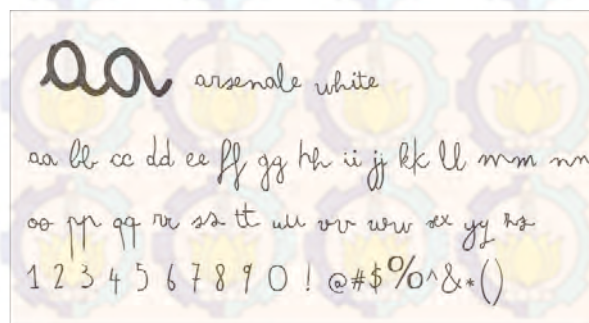 aa arsenale white
aa bb cc dd ee ff gg hh ii jj kk ll mm nn
oo pp qq rr ss tt uu vv ww xx yy zz
1 2 3 4 5 6 7 8 9 0 ! @#$%^&*()